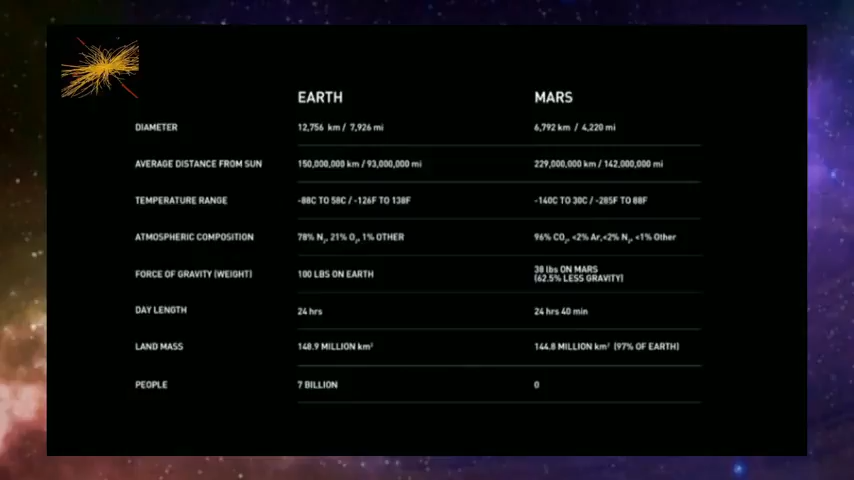 EARTH MARS
DIAMETER 12,756 km / 7,926 mi 6,792 km / 4,220 mi
AVERAGE DISTANCE FROM SUN 150,000,000 km / 93,000,000 mi 229,000,000 km / 142,000,000 mi
TEMPERATURE RANGE -88C TO 58C / -126F TO 138F -140C TO 30C / -285F TO 88F
ATMOSPHERIC COMPOSITION 78% N₂, 21% O₂, 1% OTHER 96% CO₂, <2% Ar,<2% N₂, <1% Other
FORCE OF GRAVITY (WEIGHT) 100 LBS ON EARTH 38 lbs ON MARS
(62.5% LESS GRAVITY)
DAY LENGTH 24 hrs 24 hrs 40 min
LAND MASS 148.9 MILLION km² 144.8 MILLION km² (97% OF EARTH)
PEOPLE 7 BILLION 0